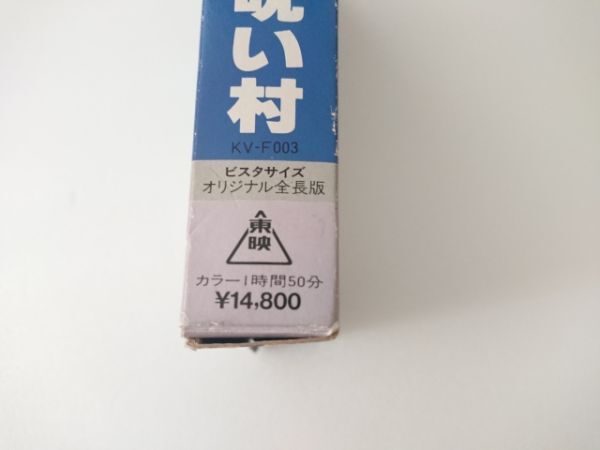 呪い村
KV-F003
ビスタサイズ
オリジナル全長版
東映
カラー1時間50分
¥14,800